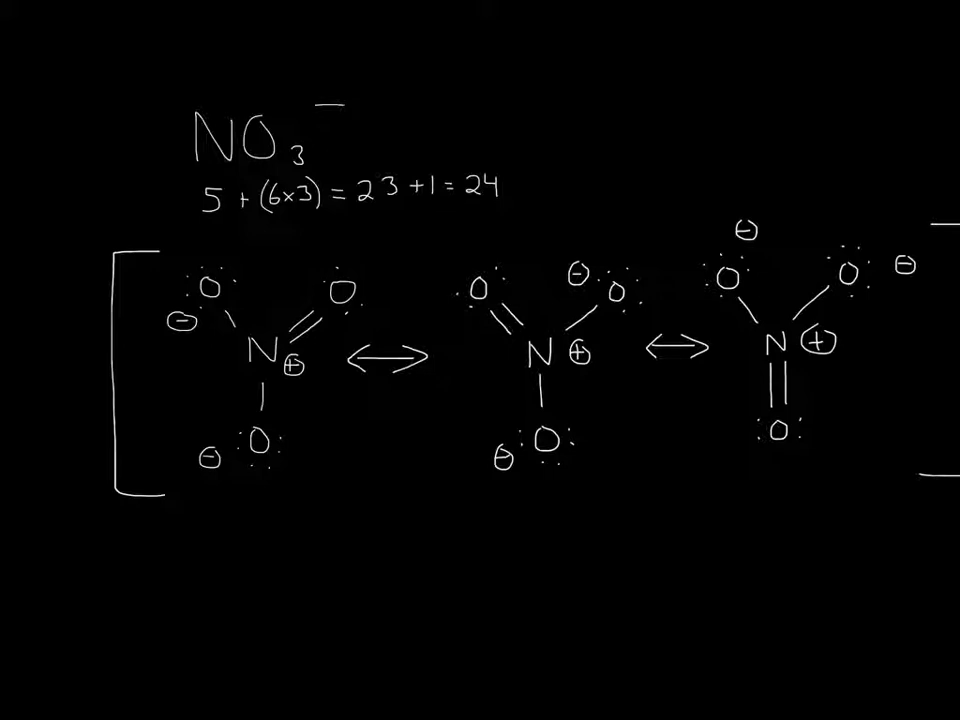 NO₃⁻
5 + (6×3) = 23 + 1 = 24
⊖ ⊖
O O O ⊖ O O O ⊖
⊖
N ⊕ ⟷ N ⊕ ⟷ N ⊕
⊖ O ⊖ O O